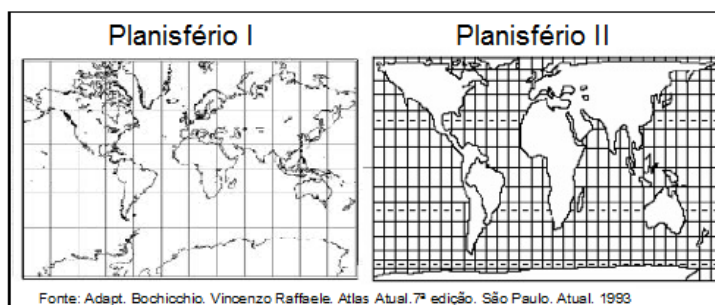 Planisfério I
Planisfério II
Fonte: Adapt. Bochicchio. Vincenzo Raffaele. Atlas Atual.7ª edição. São Paulo. Atual. 1993